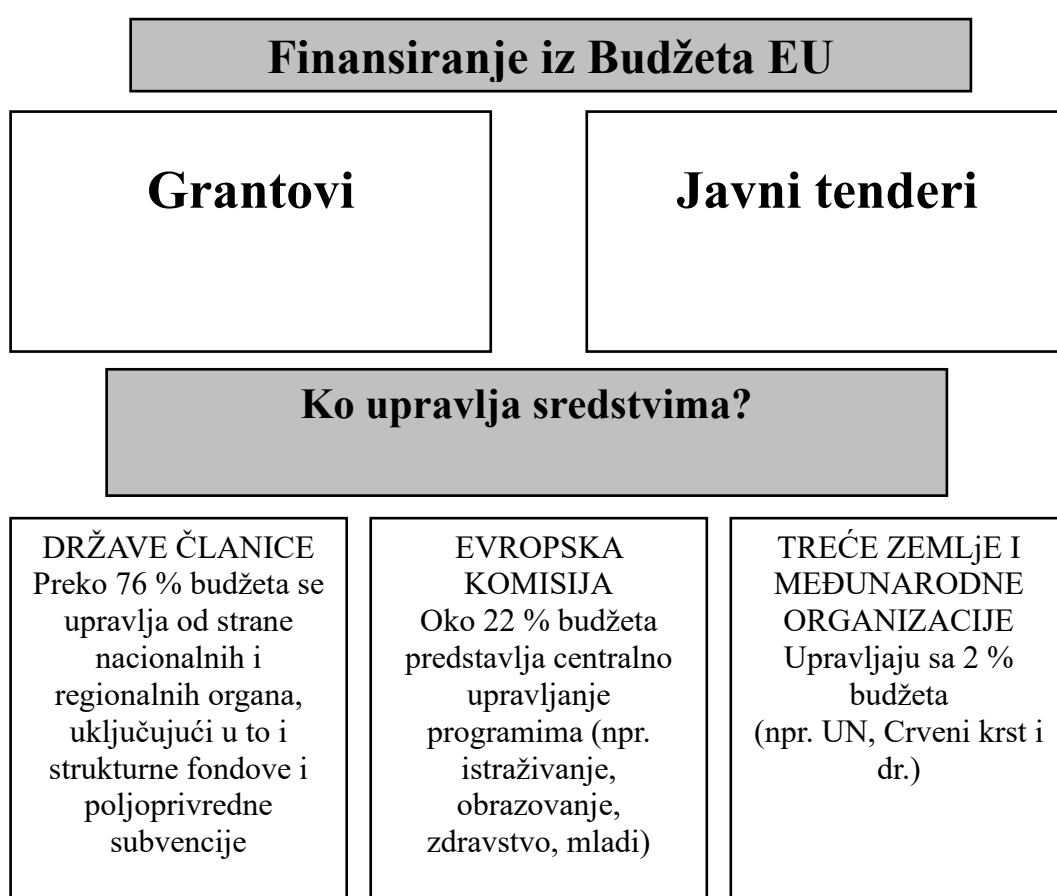 Finansiranje iz Budžeta EU
Grantovi
Javni tenderi
Ko upravlja sredstvima?
DRŽAVE ČLANICE
Preko 76 % budžeta se
upravlja od strane
nacionalnih i
regionalnih organa,
uključujući u to i
strukturne fondove i
poljoprivredne
subvencije
EVROPSKA
KOMISIJA
Oko 22 % budžeta
predstavlja centralno
upravljanje
programima (npr.
istraživanje,
obrazovanje,
zdravstvo, mladi)
TREĆE ZEMLjE I
MEĐUNARODNE
ORGANIZACIJE
Upravljaju sa 2 %
budžeta
(npr. UN, Crveni krst i
dr.)